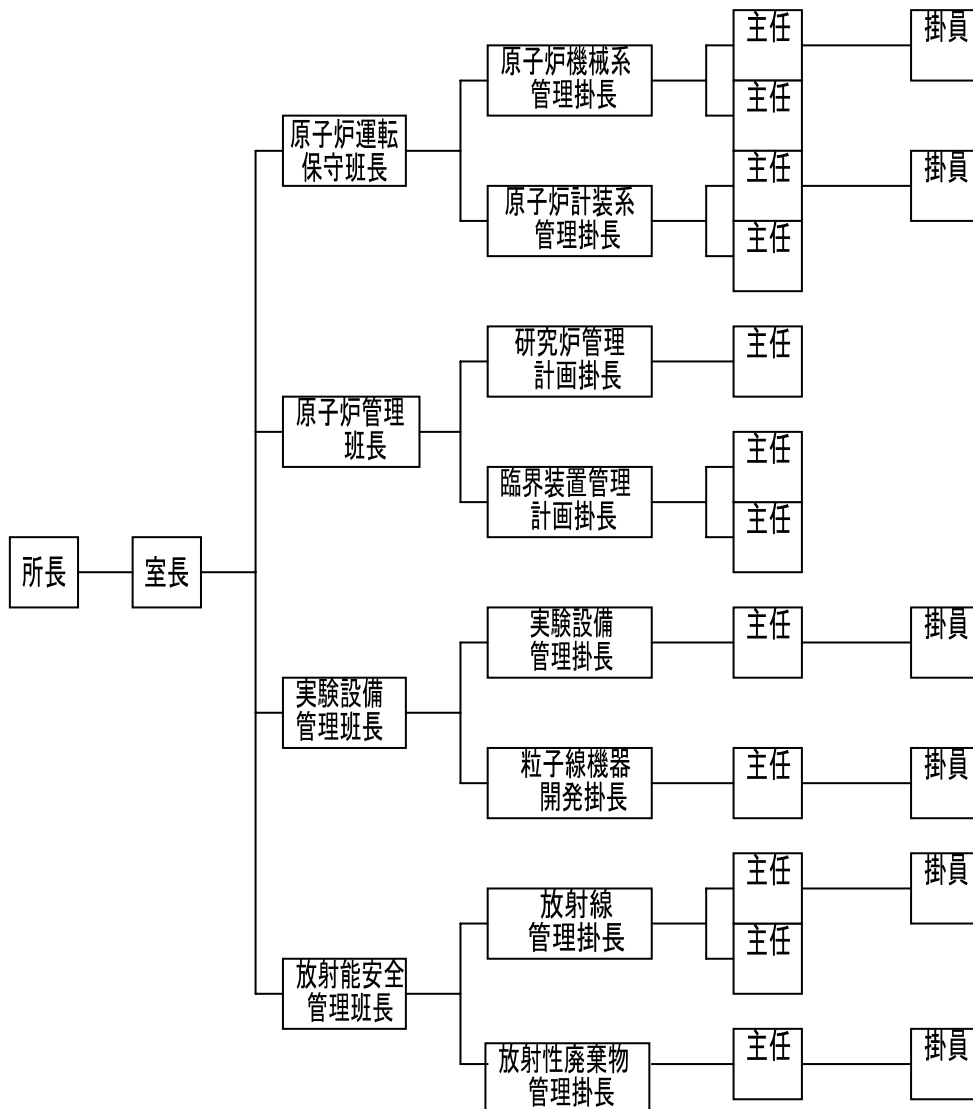 所長
室長
原子炉運転
保守班長
原子炉機械系
管理掛長
主任
掛員
主任
原子炉計装系
管理掛長
主任
掛員
主任
原子炉管理
班長
研究炉管理
計画掛長
主任
臨界装置管理
計画掛長
主任
主任
実験設備
管理班長
実験設備
管理掛長
主任
掛員
粒子線機器
開発掛長
主任
掛員
放射能安全
管理班長
放射線
管理掛長
主任
掛員
主任
放射性廃棄物
管理掛長
主任
掛員